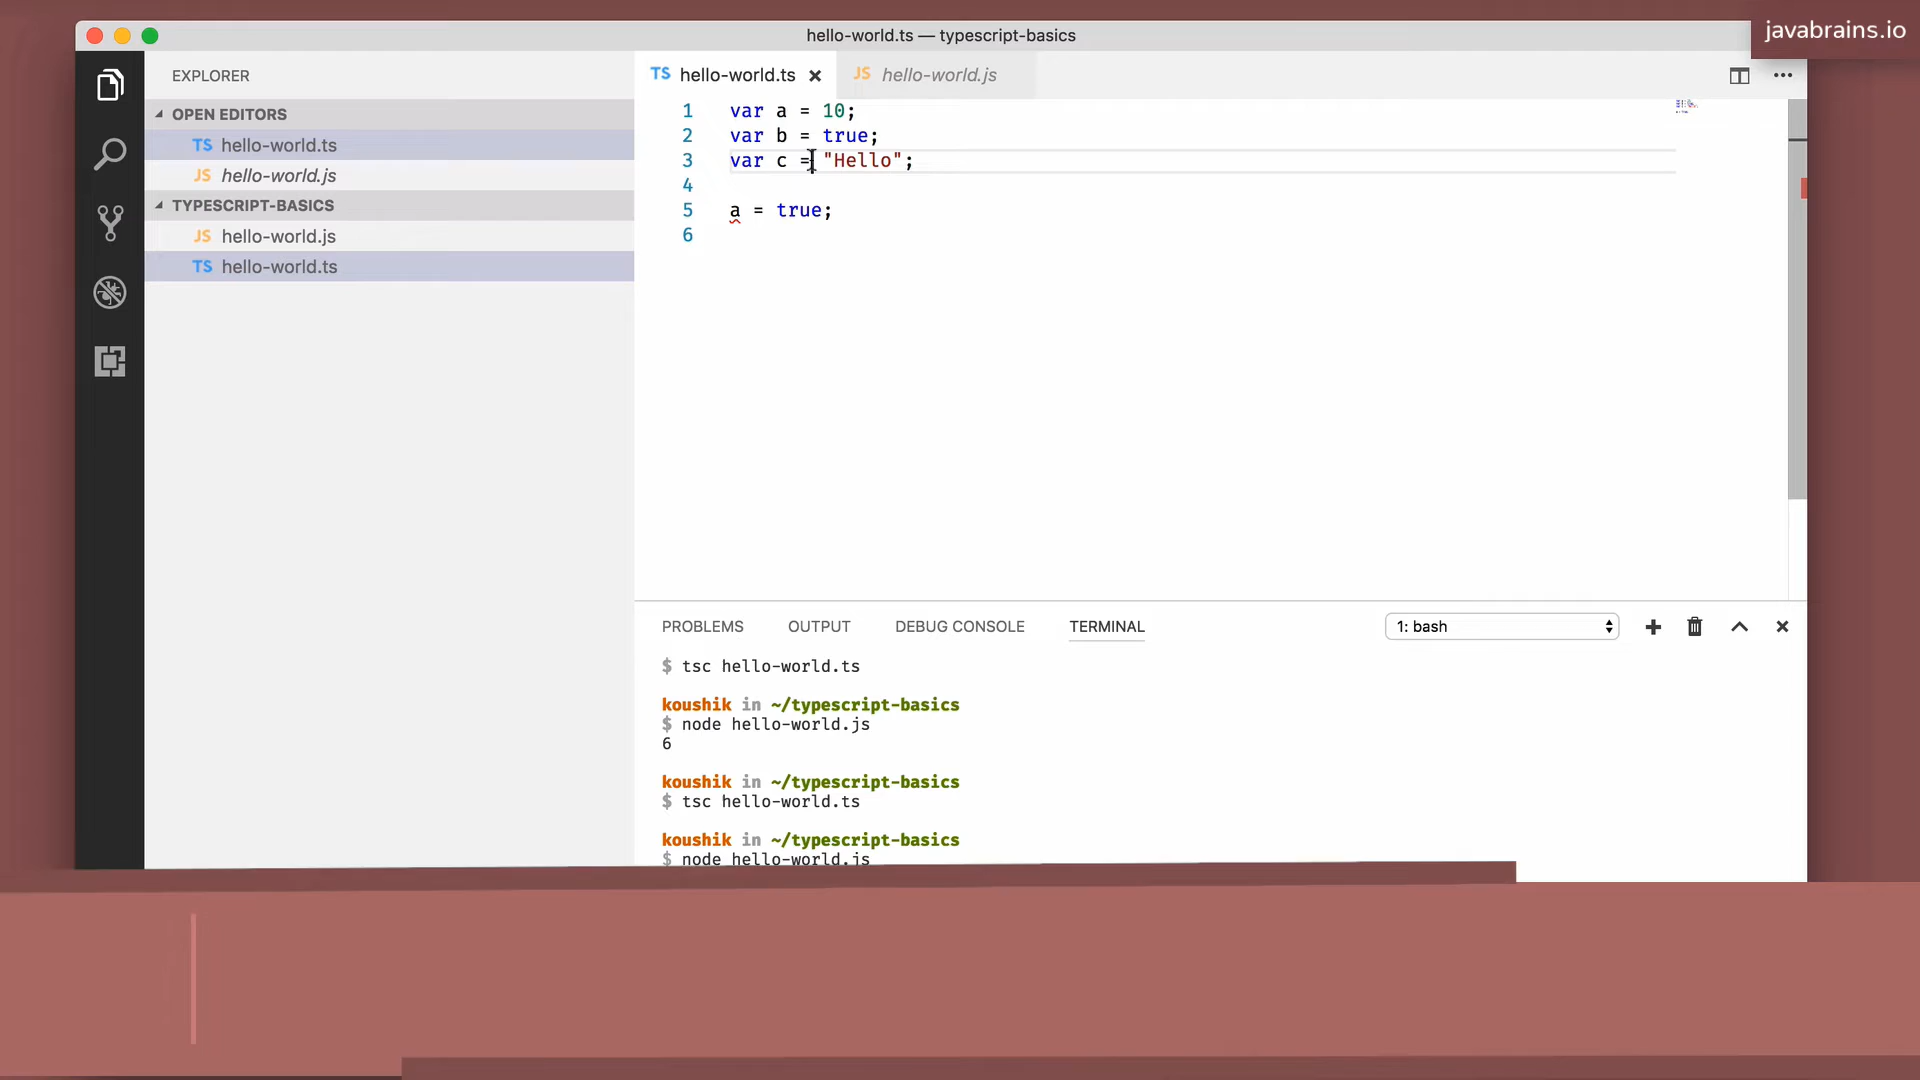 hello-world.ts — typescript-basics
javabrains.io
EXPLORER
OPEN EDITORS
TS hello-world.ts
JS hello-world.js
TYPESCRIPT-BASICS
JS hello-world.js
TS hello-world.ts
TS hello-world.ts
JS hello-world.js
1 var a = 10;
2 var b = true;
3 var c = "Hello";
4
5 a = true;
6
PROBLEMS OUTPUT DEBUG CONSOLE TERMINAL 1: bash
$ tsc hello-world.ts
koushik in ~/typescript-basics
$ node hello-world.js
6
koushik in ~/typescript-basics
$ tsc hello-world.ts
koushik in ~/typescript-basics
$ node hello-world.js